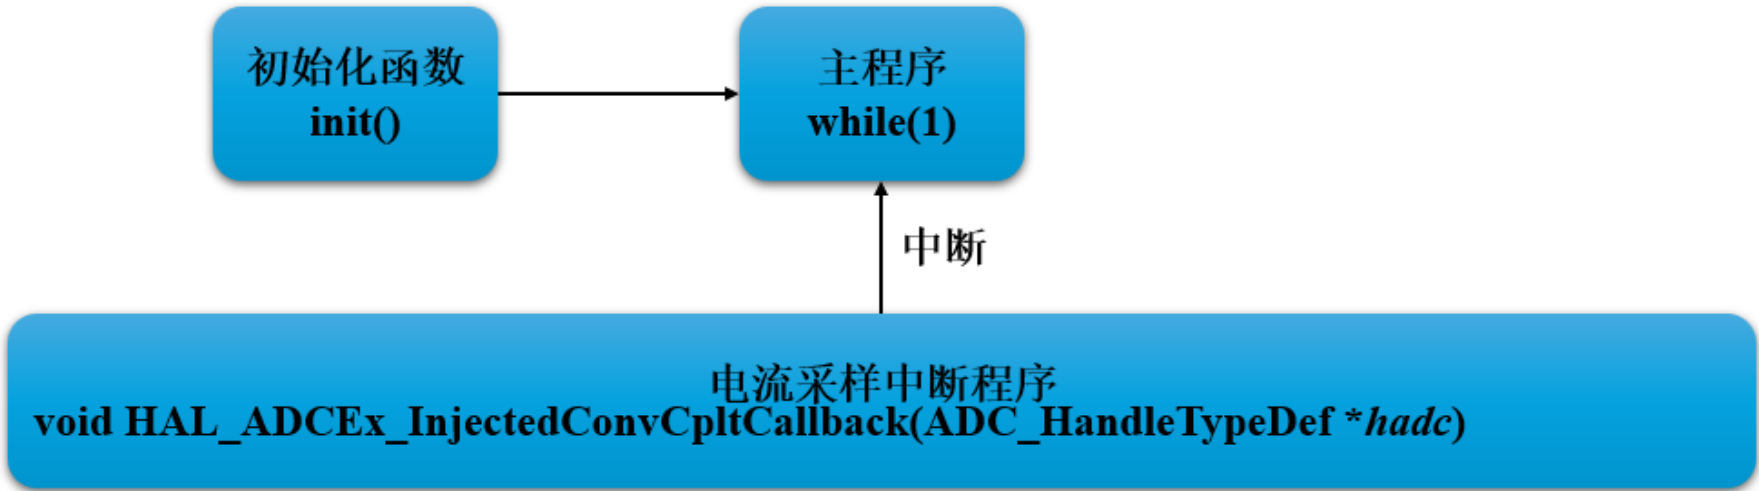 初始化函数
init()
主程序
while(1)
中断
电流采样中断程序
void HAL_ADCEx_InjectedConvCpltCallback(ADC_HandleTypeDef *hadc)